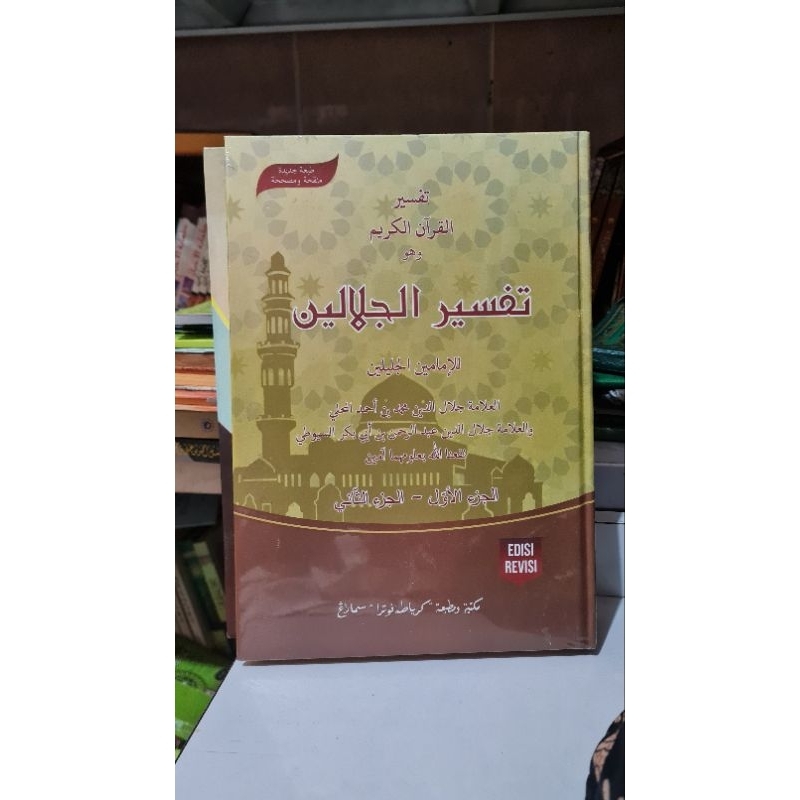 طبعة جديدة
منقحة ومصححة
تفسير
القرآن الكريم
وهو
تفسير الجلالين
للإمامين الجليلين
العلامة جلال الدين محمد بن أحمد المحلي
والعلامة جلال الدين عبد الرحمن بن أبي بكر السيوطي
نفعنا الله بعلومهما آمين
الجزء الأول - الجزء الثاني
EDISI
REVISI
مكتبة ومطبعة "كرياطه فوترا" سماراڠ